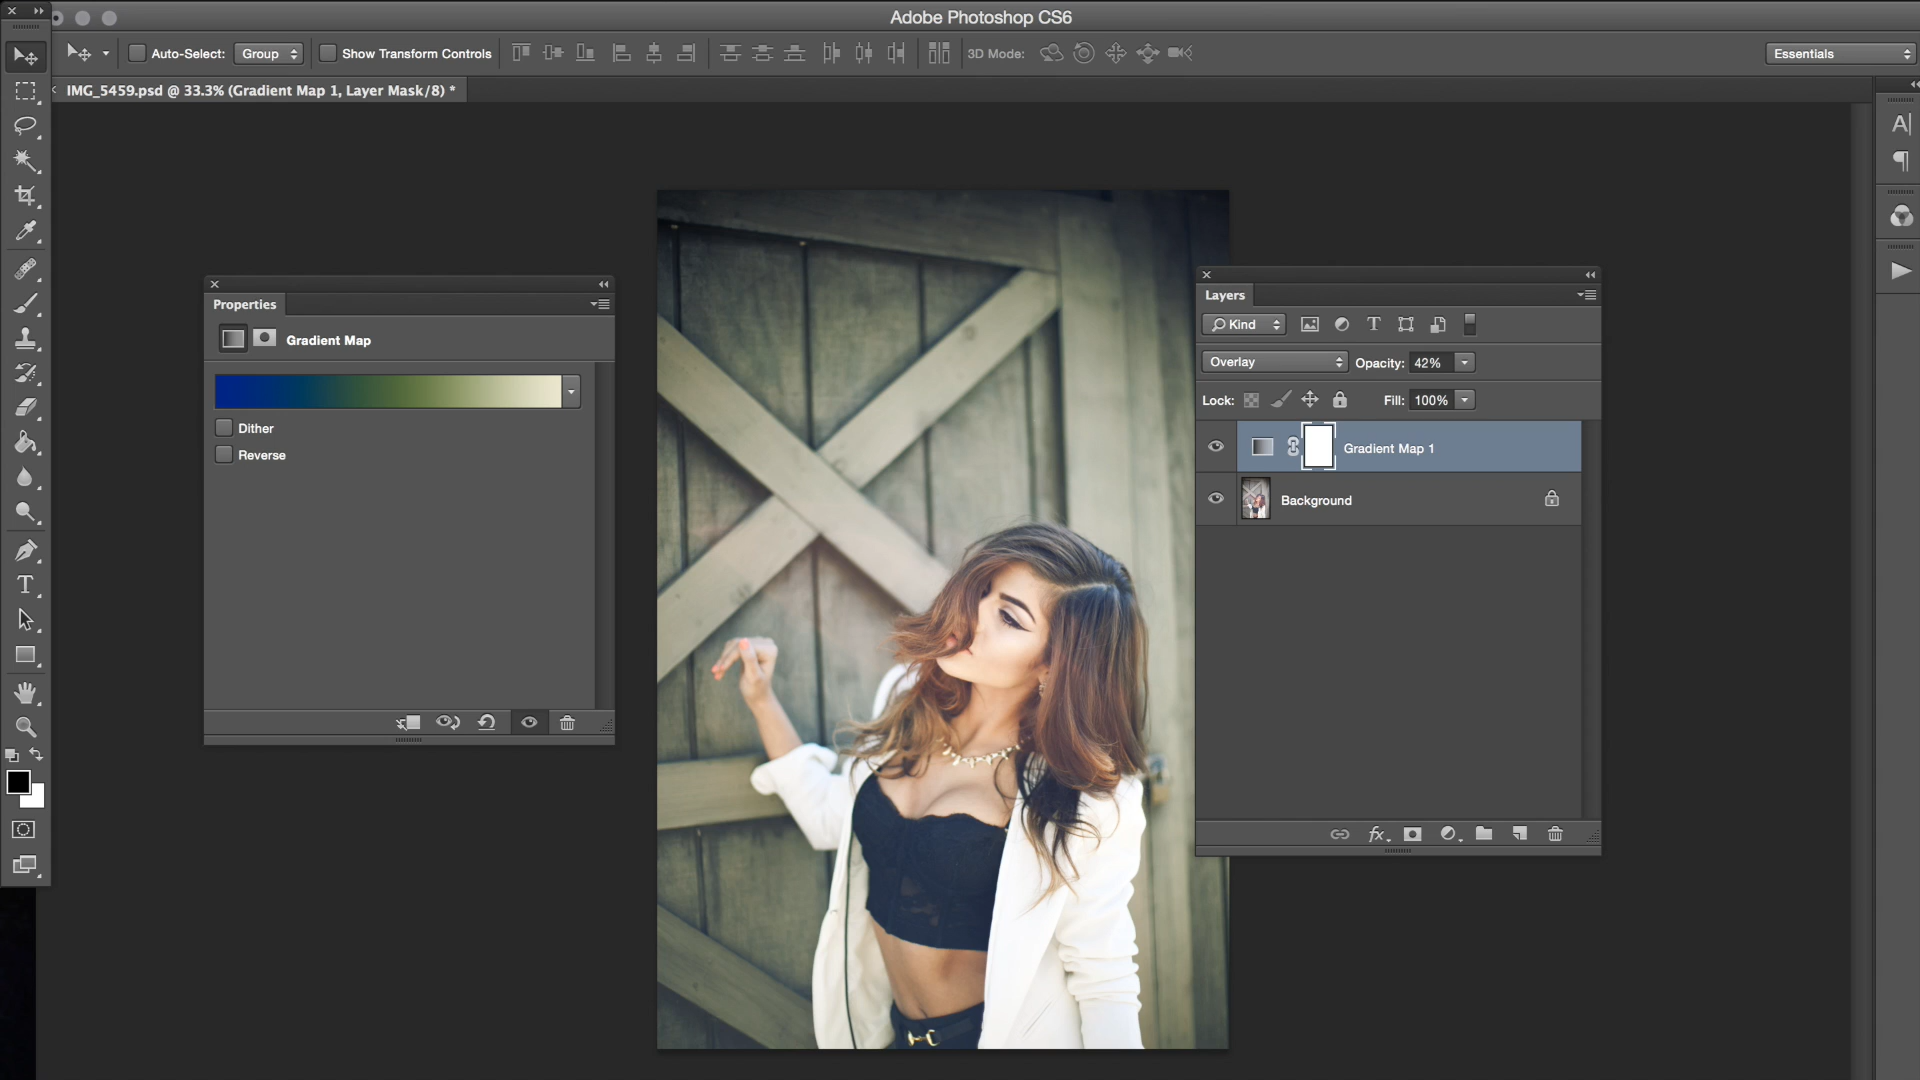 Adobe Photoshop CS6
Auto-Select: Group Show Transform Controls 3D Mode: Essentials
IMG_5459.psd @ 33.3% (Gradient Map 1, Layer Mask/8) *
Properties
Gradient Map
Dither
Reverse
Layers
Kind
Overlay Opacity: 42%
Lock: Fill: 100%
Gradient Map 1
Background